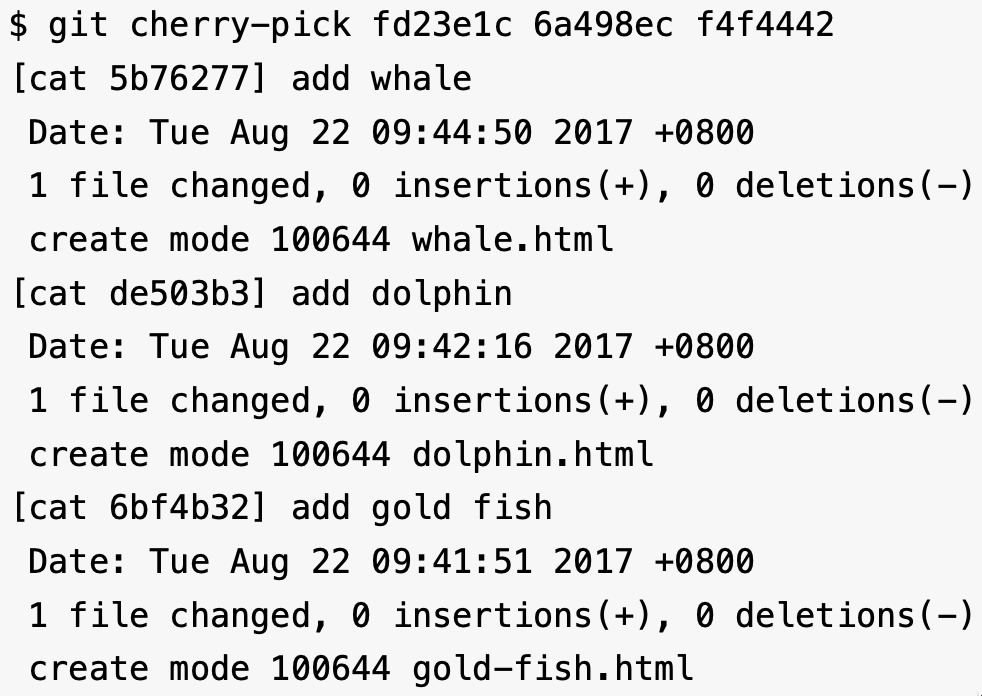 $ git cherry-pick fd23e1c 6a498ec f4f4442
[cat 5b76277] add whale
Date: Tue Aug 22 09:44:50 2017 +0800
1 file changed, 0 insertions(+), 0 deletions(-)
create mode 100644 whale.html
[cat de503b3] add dolphin
Date: Tue Aug 22 09:42:16 2017 +0800
1 file changed, 0 insertions(+), 0 deletions(-)
create mode 100644 dolphin.html
[cat 6bf4b32] add gold fish
Date: Tue Aug 22 09:41:51 2017 +0800
1 file changed, 0 insertions(+), 0 deletions(-)
create mode 100644 gold-fish.html